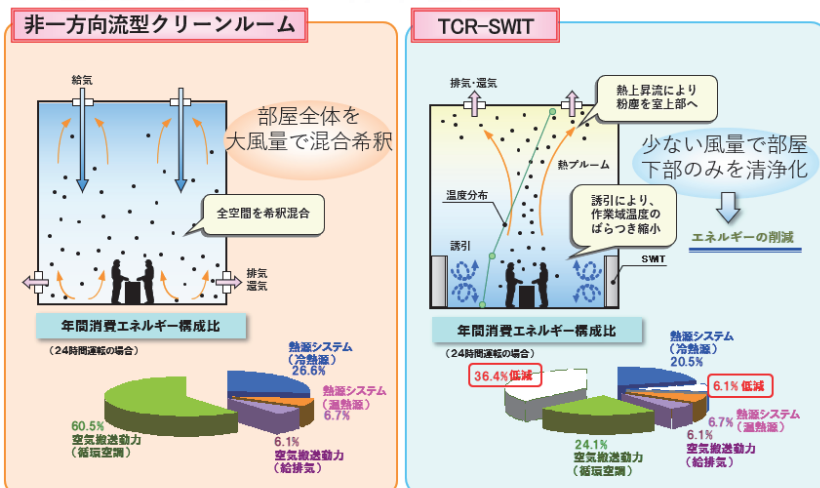 非一方向流型クリーンルーム
給気
部屋全体を
大風量で混合希釈
全空間を希釈混合
排気
還気
年間消費エネルギー構成比
(24時間運転の場合)
熱源システム
(冷熱源)
26.6%
熱源システム
(温熱源)
6.7%
6.1%
空気搬送動力
(給排気)
60.5%
空気搬送動力
(循環空調)
TCR-SWIT
排気・還気
熱上昇流により
粉塵を室上部へ
熱プルーム
少ない風量で部屋
下部のみを清浄化
温度分布
誘引により、
作業域温度の
ばらつき縮小
エネルギーの削減
誘引
SWIT
年間消費エネルギー構成比
(24時間運転の場合)
熱源システム
(冷熱源)
20.5%
36.4%低減
6.1%低減
6.7%
熱源システム
(温熱源)
6.1%
空気搬送動力
(給排気)
24.1%
空気搬送動力
(循環空調)